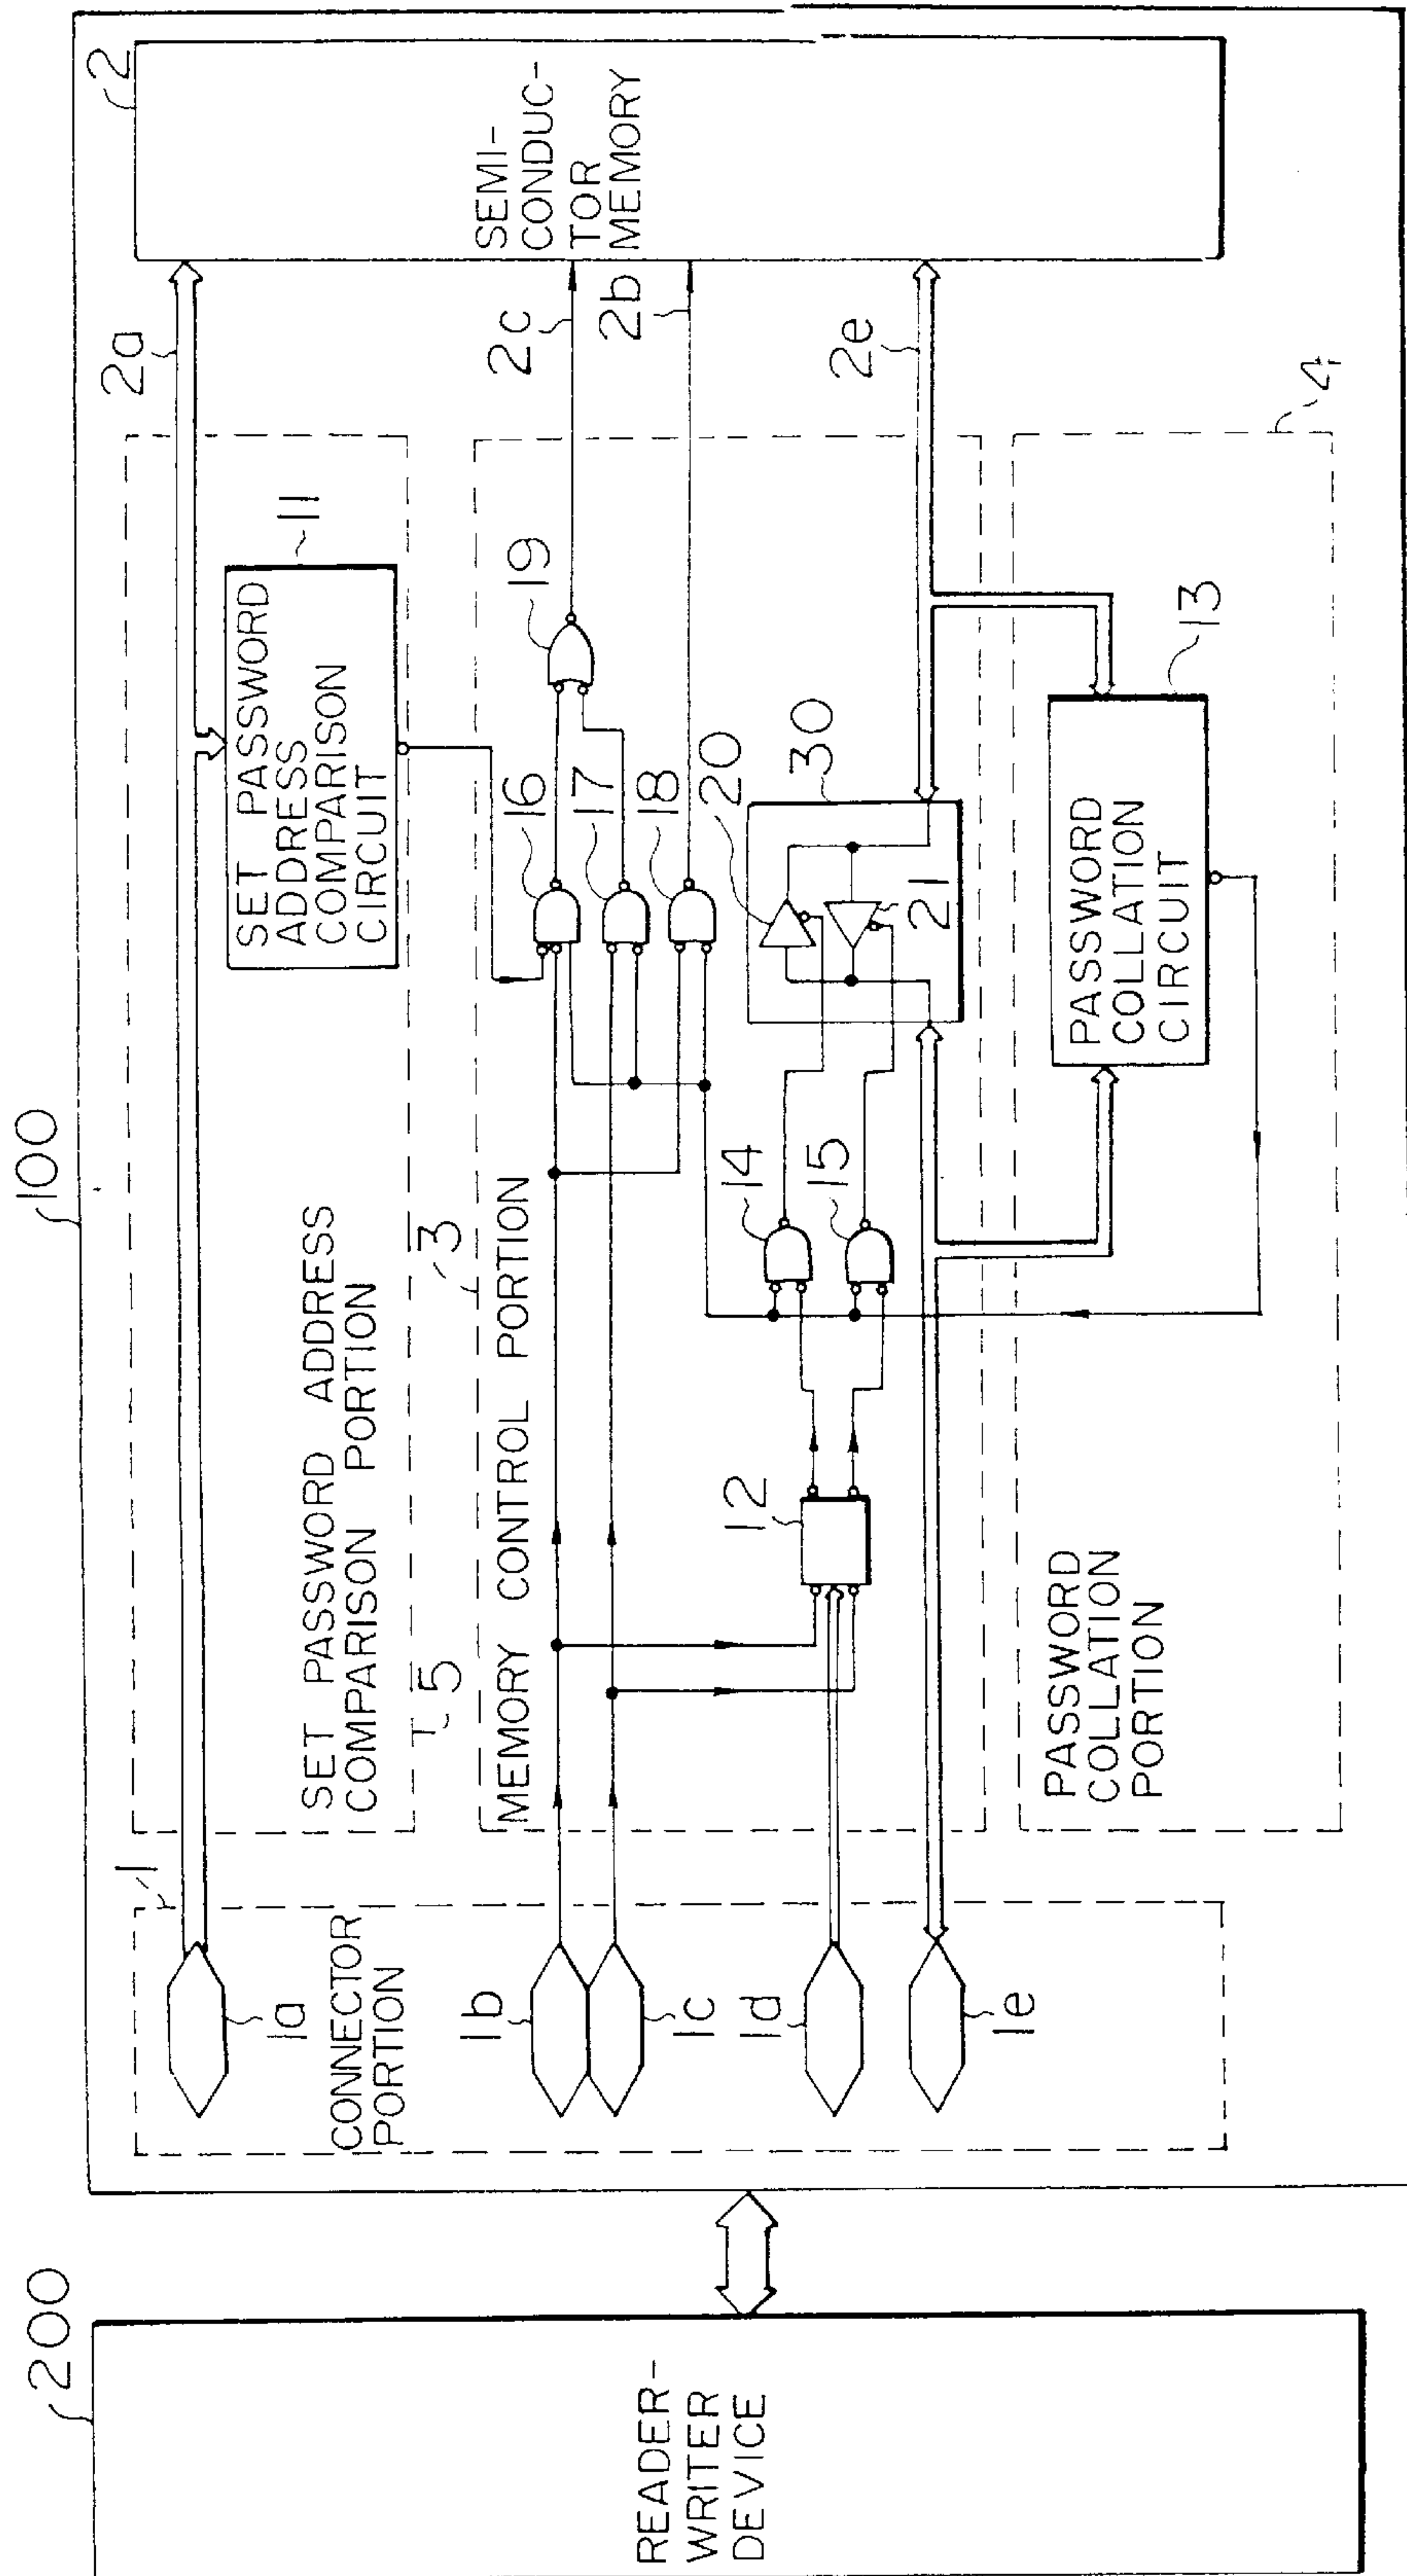 100
200
READER-
WRITER
DEVICE
1
CONNECTOR
PORTION
1a
1b
1c
1d
1e
SET PASSWORD ADDRESS
COMPARISON PORTION
5
2a
SET PASSWORD
ADDRESS
COMPARISON
CIRCUIT
11
3
MEMORY CONTROL PORTION
12
14
15
16
17
18
19
20
21
30
2c
2b
2e
2
SEMI-
CONDUC-
TOR
MEMORY
PASSWORD
COLLATION
PORTION
PASSWORD
COLLATION
CIRCUIT
13
4